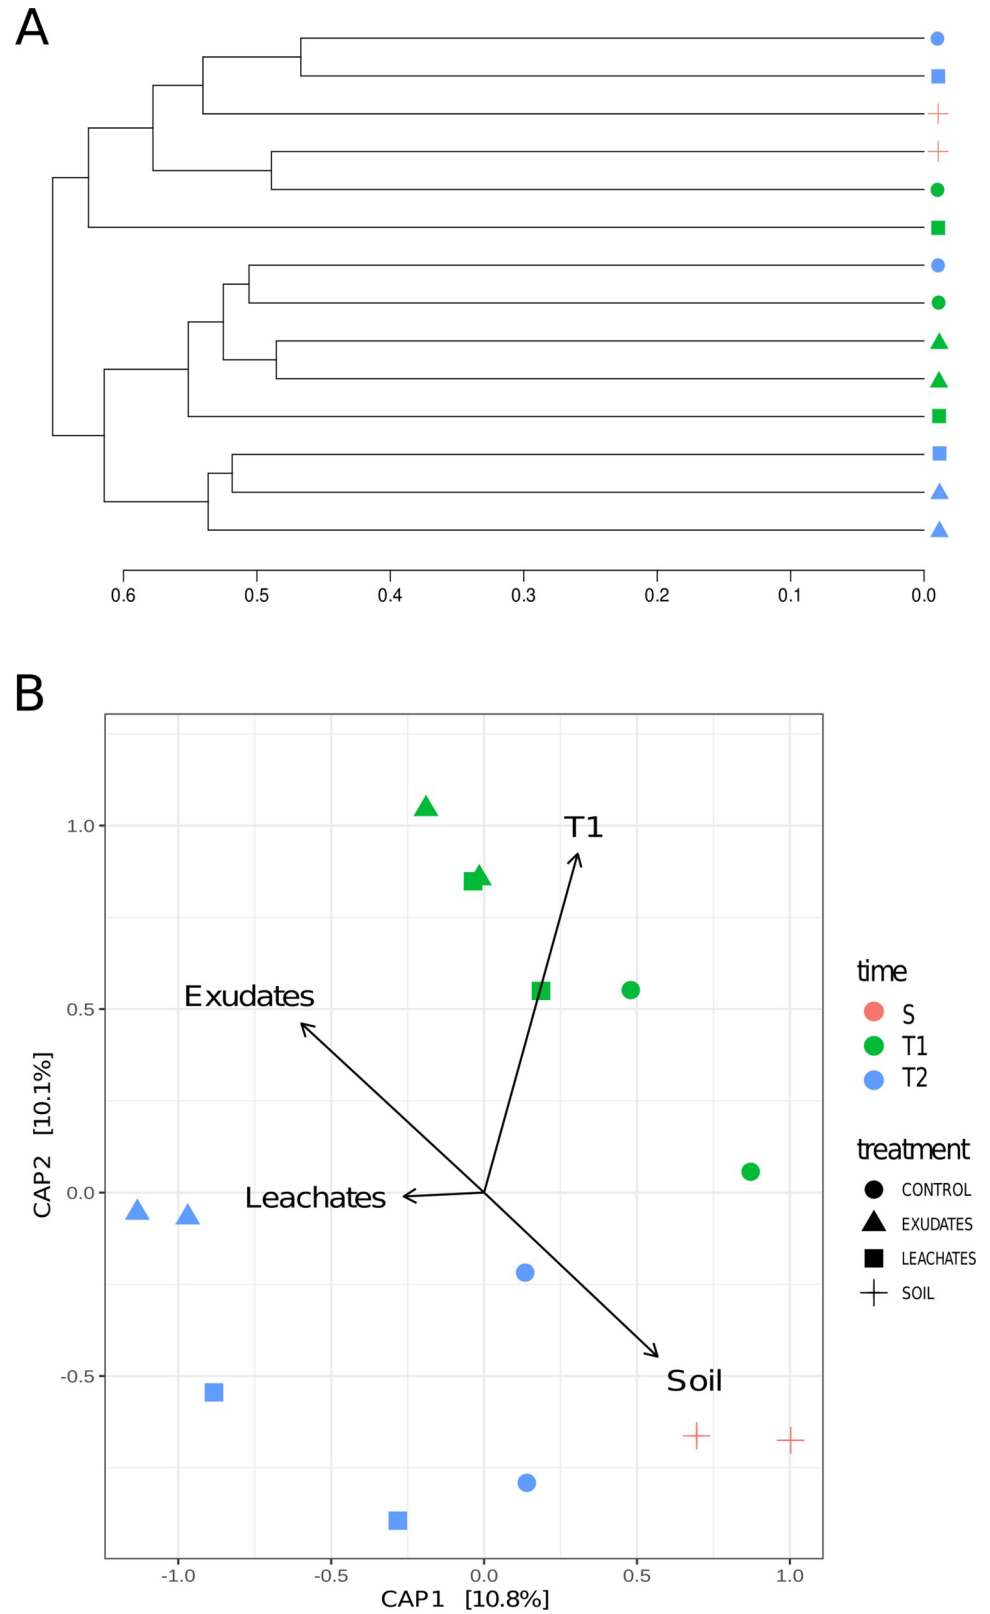 A
0.6 0.5 0.4 0.3 0.2 0.1 0.0
B
T1
1.0
Exudates
0.5
time
S
T1
T2
CAP2 [10.1%]
treatment
CONTROL
EXUDATES
LEACHATES
SOIL
0.0
Leachates
-0.5
Soil
-1.0 -0.5 0.0 0.5 1.0
CAP1 [10.8%]